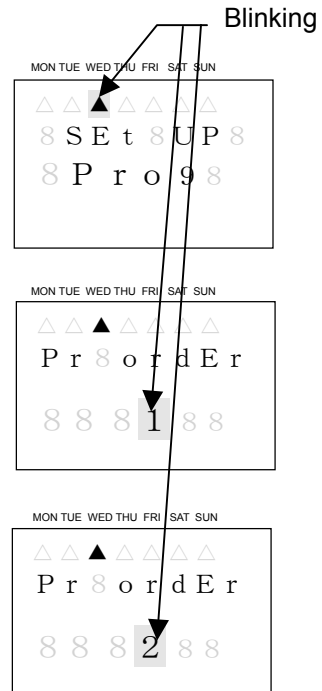 Blinking
MON TUE WED THU FRI SAT SUN
8 S E t 8 U P 8
8 P r o 9 8
MON TUE WED THU FRI SAT SUN
P r 8 o r d E r
8 8 8 1 8 8
MON TUE WED THU FRI SAT SUN
P r 8 o r d E r
8 8 8 2 8 8